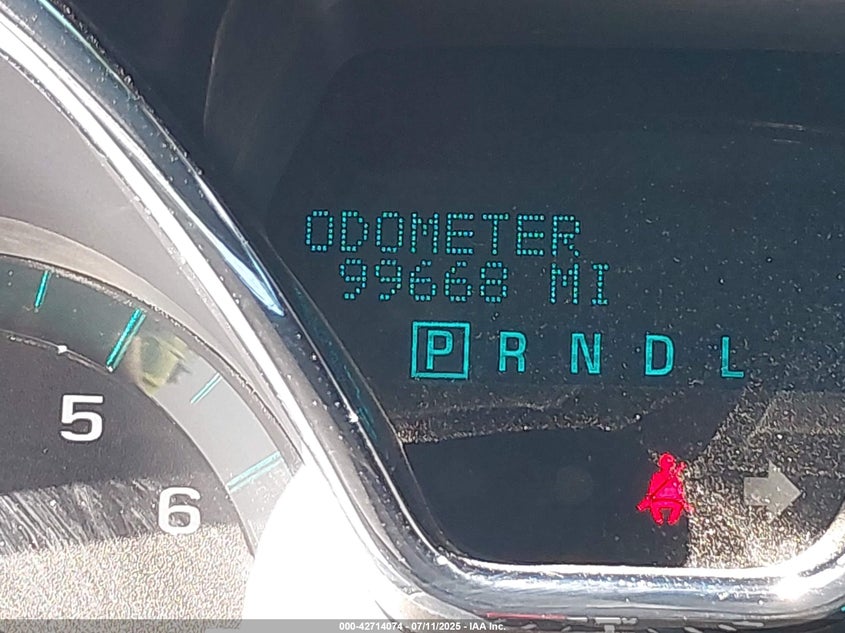 ODOMETER
99668 MI
P R N D L
5
6
000-42714074 - 07/11/2025 - IAA Inc.